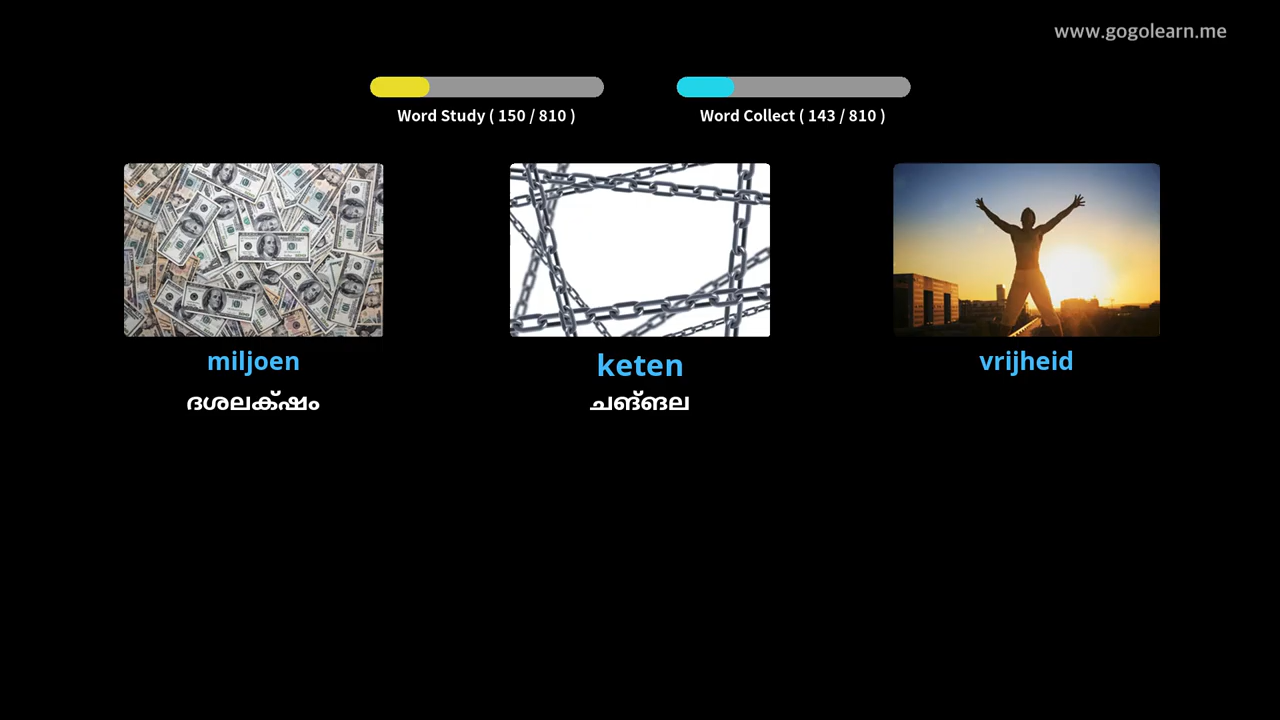 www.gogolearn.me
Word Study ( 150 / 810 )
Word Collect ( 143 / 810 )
miljoen
keten
vrijheid
ദശലക്ഷം
ചങ്ങല